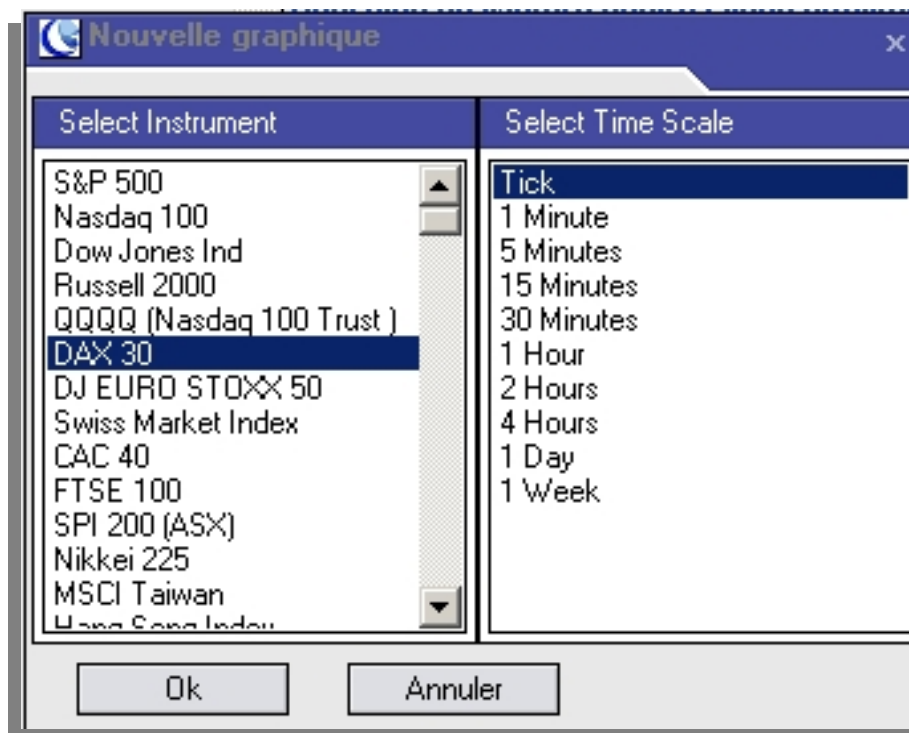 Nouvelle graphique
Select Instrument
S&P 500
Nasdaq 100
Dow Jones Ind
Russell 2000
QQQQ (Nasdaq 100 Trust )
DAX 30
DJ EURO STOXX 50
Swiss Market Index
CAC 40
FTSE 100
SPI 200 (ASX)
Nikkei 225
MSCI Taiwan
Hang Seng Index
Select Time Scale
Tick
1 Minute
5 Minutes
15 Minutes
30 Minutes
1 Hour
2 Hours
4 Hours
1 Day
1 Week
Ok
Annuler